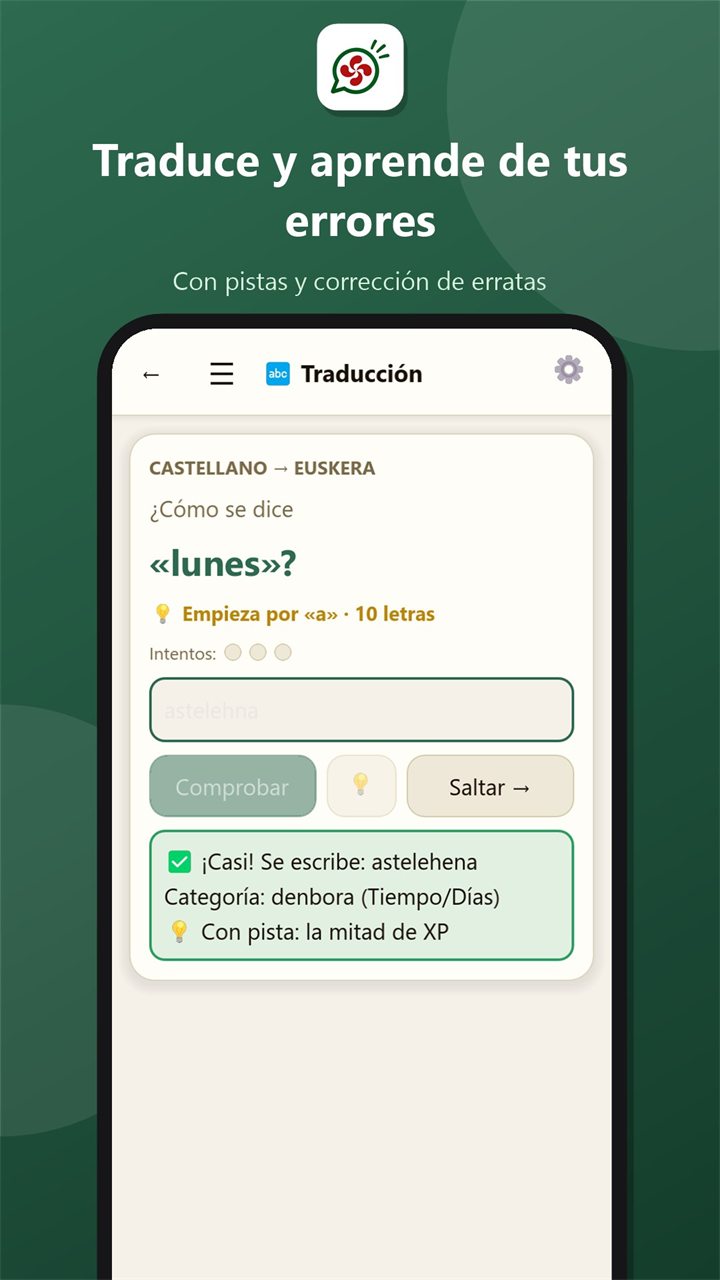 Traduce y aprende de tus
errores
Con pistas y corrección de erratas
← ☰ abc Traducción
CASTELLANO → EUSKERA
¿Cómo se dice
«lunes»?
💡 Empieza por «a» · 10 letras
Intentos:
astelehna
Comprobar 💡 Saltar →
✅ ¡Casi! Se escribe: astelehena
Categoría: denbora (Tiempo/Días)
💡 Con pista: la mitad de XP